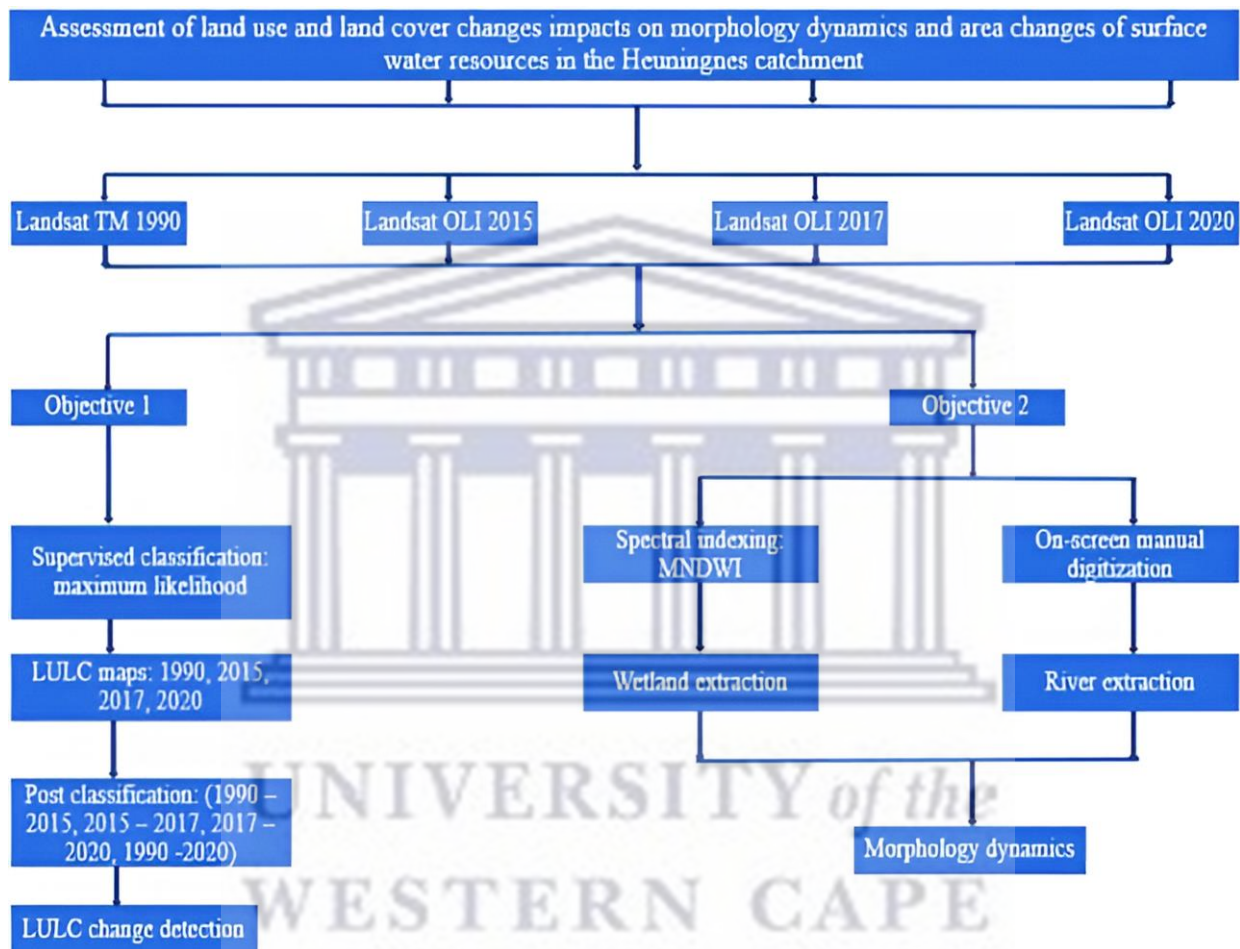 Assessment of land use and land cover changes impacts on morphology dynamics and area changes of surface
water resources in the Heuningnes catchment
Landsat TM 1990
Landsat OLI 2015
Landsat OLI 2017
Landsat OLI 2020
Objective 1
Objective 2
Supervised classification:
maximum likelihood
Spectral indexing:
MNDWI
On-screen manual
digitization
LULC maps: 1990, 2015,
2017, 2020
Wetland extraction
River extraction
Post classification: (1990 –
2015, 2015 – 2017, 2017 –
2020, 1990 -2020)
Morphology dynamics
LULC change detection
UNIVERSITY of the
WESTERN CAPE